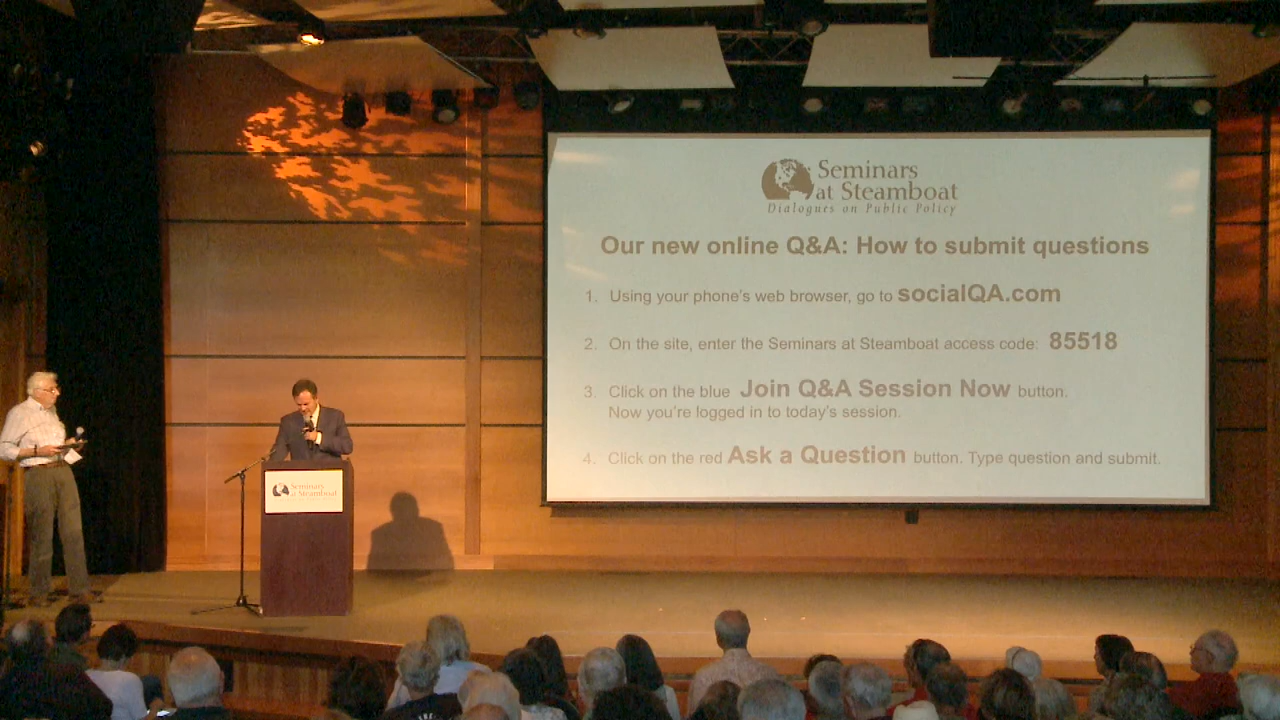 Seminars
at Steamboat
Dialogues on Public Policy
Our new online Q&A: How to submit questions
1. Using your phone's web browser, go to socialQA.com
2. On the site, enter the Seminars at Steamboat access code: 85518
3. Click on the blue Join Q&A Session Now button.
Now you're logged in to today's session.
4. Click on the red Ask a Question button. Type question and submit.
Seminars
at Steamboat